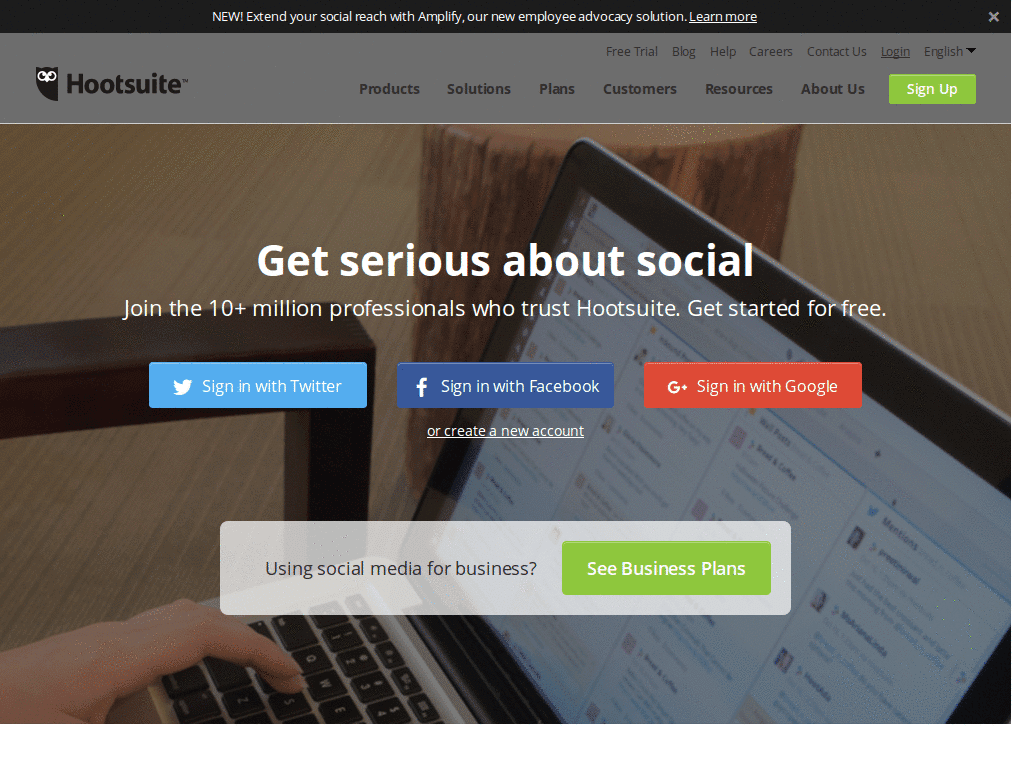 NEW! Extend your social reach with Amplify, our new employee advocacy solution. Learn more
Free Trial Blog Help Careers Contact Us Login English
Hootsuite™
Products Solutions Plans Customers Resources About Us Sign Up
Get serious about social
Join the 10+ million professionals who trust Hootsuite. Get started for free.
Sign in with Twitter Sign in with Facebook Sign in with Google
or create a new account
Using social media for business? See Business Plans
Mentions